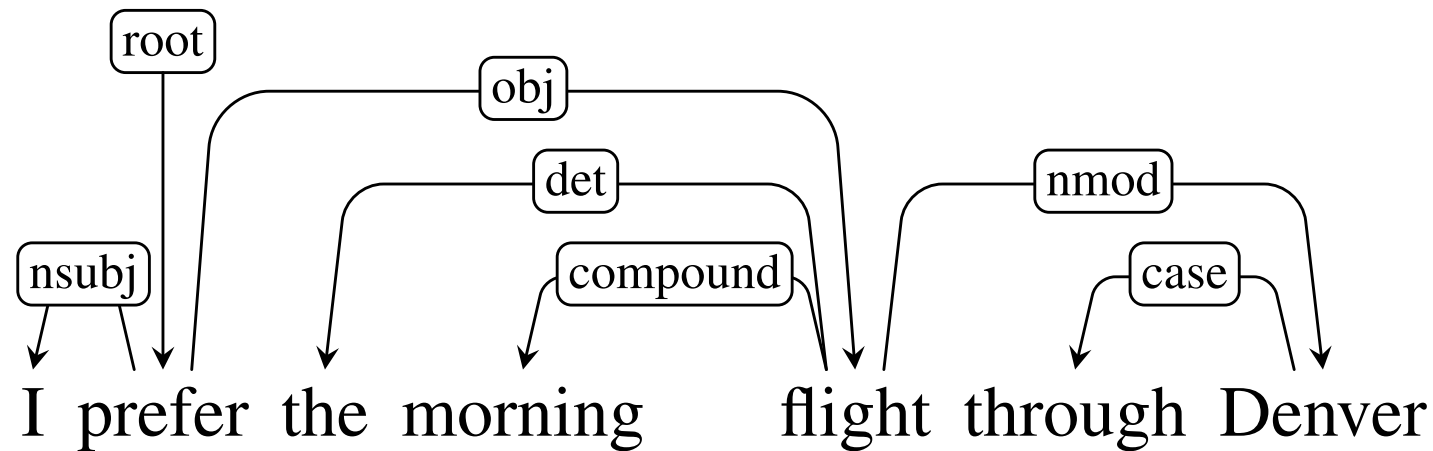 root
obj
det
nmod
nsubj
compound
case
I prefer the morning flight through Denver